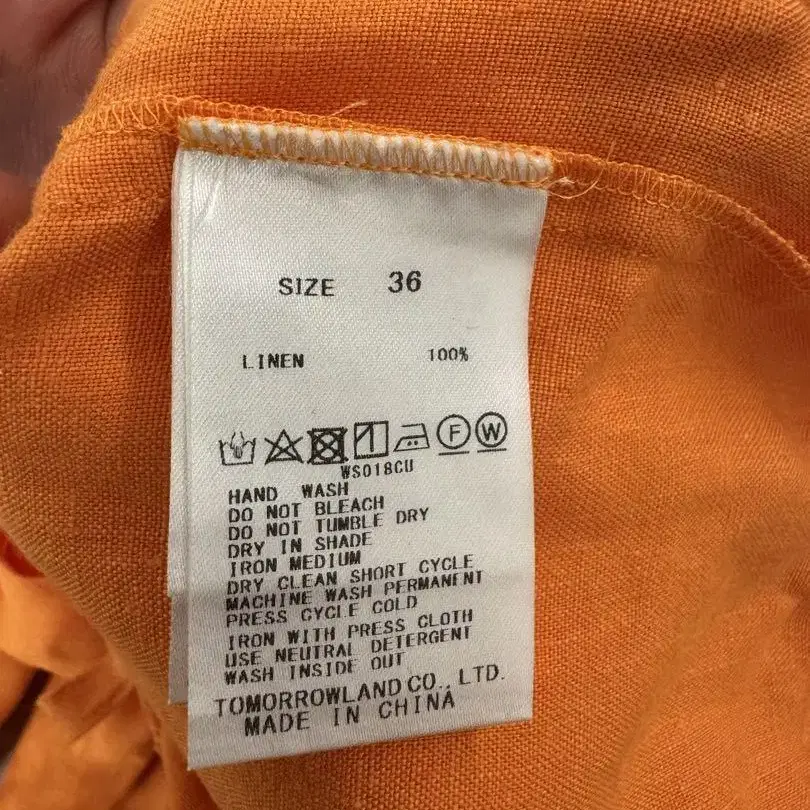 SIZE 36
LINEN 100%
F W
WS018CU
HAND WASH
DO NOT BLEACH
DO NOT TUMBLE DRY
DRY IN SHADE
IRON MEDIUM
DRY CLEAN SHORT CYCLE
MACHINE WASH PERMANENT
PRESS CYCLE COLD
IRON WITH PRESS CLOTH
USE NEUTRAL DETERGENT
WASH INSIDE OUT
TOMORROWLAND CO., LTD.
MADE IN CHINA